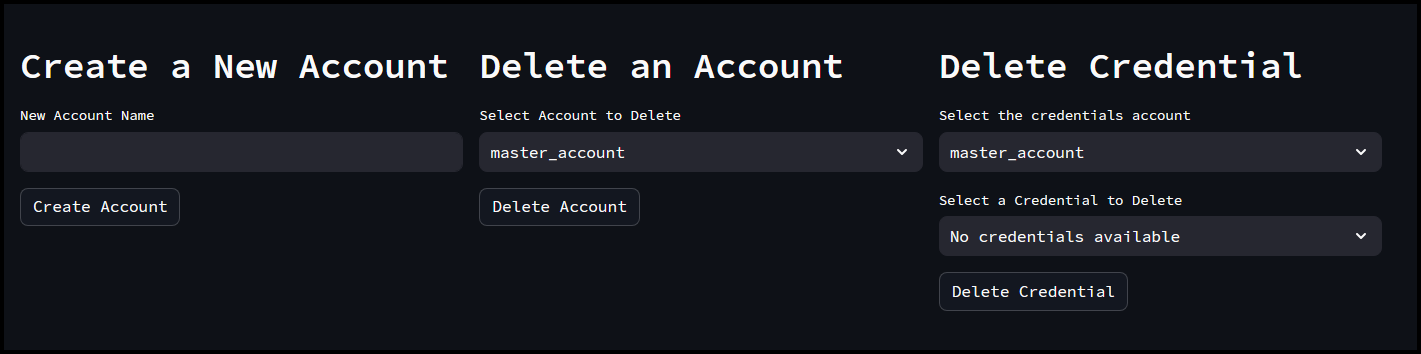 Create a New Account
New Account Name
Create Account
Delete an Account
Select Account to Delete
master_account
Delete Account
Delete Credential
Select the credentials account
master_account
Select a Credential to Delete
No credentials available
Delete Credential